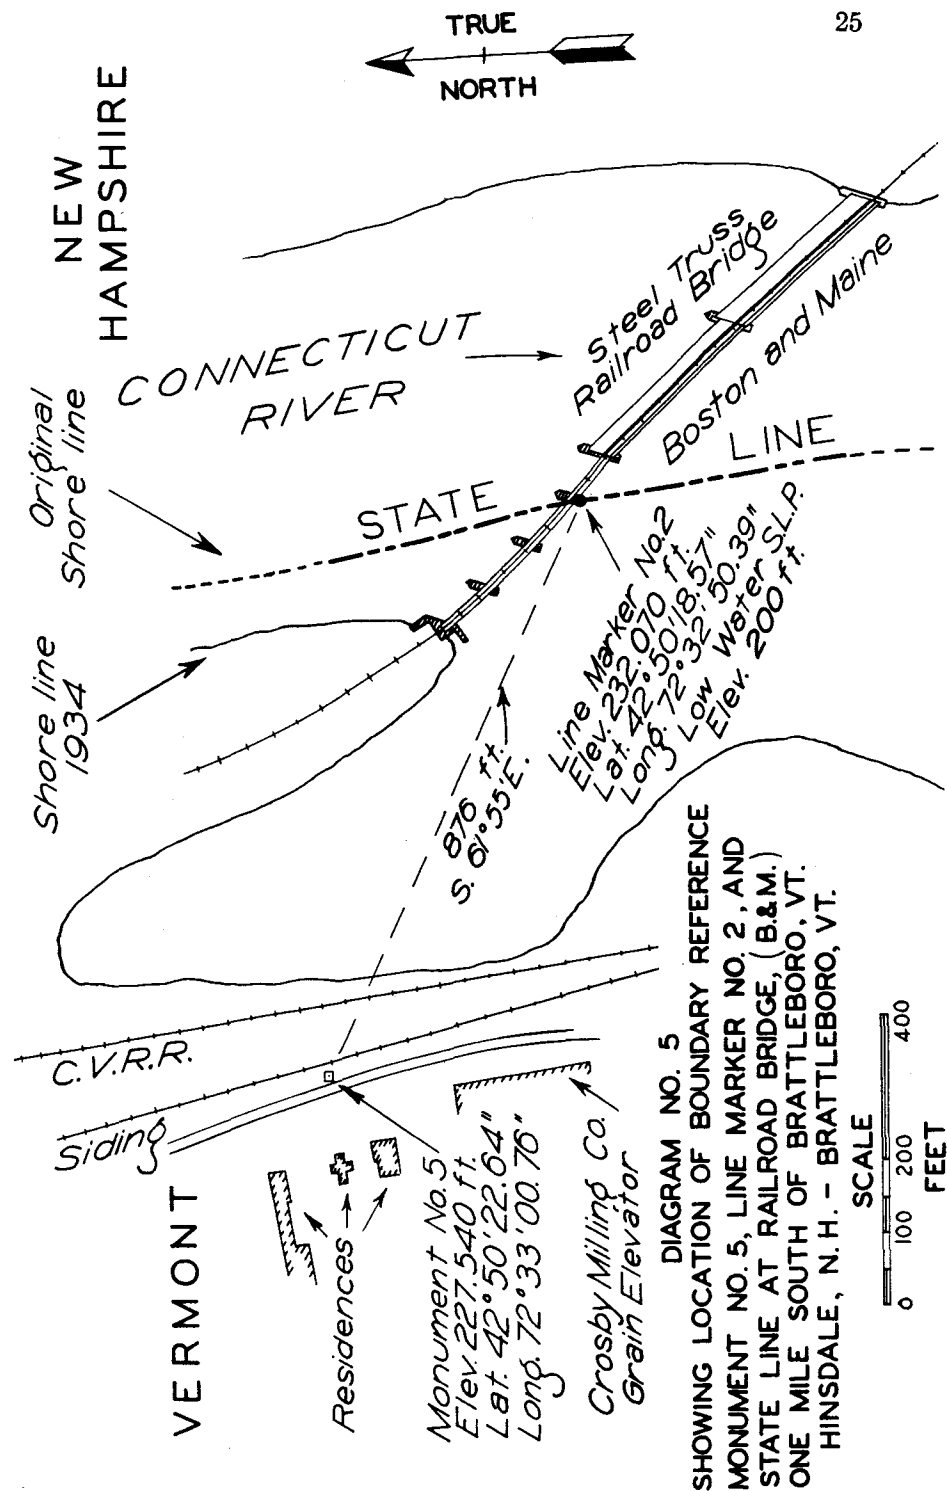 25
TRUE
NORTH
NEW
HAMPSHIRE
VERMONT
CONNECTICUT
RIVER
Original
Shore line
Shore line
1934
STATE LINE
Steel Truss
Railroad Bridge
Boston and Maine
Line Marker No.2
Elev. 232.070 ft.
Lat. 42°50'18.57"
Long. 72°32'50.39"
Low Water S.L.P.
Elev. 200 ft.
876 ft.
S. 61°55'E.
C.V.R.R.
Siding
Residences
Monument No.5
Elev. 227.540 ft.
Lat. 42°50'22.64"
Long. 72°33'00.76"
Crosby Milling Co.
Grain Elevator
DIAGRAM NO. 5
SHOWING LOCATION OF BOUNDARY REFERENCE
MONUMENT NO. 5, LINE MARKER NO. 2, AND
STATE LINE AT RAILROAD BRIDGE, (B.&M.)
ONE MILE SOUTH OF BRATTLEBORO, VT.
HINSDALE, N. H. - BRATTLEBORO, VT.
SCALE
0 100 200 400
FEET